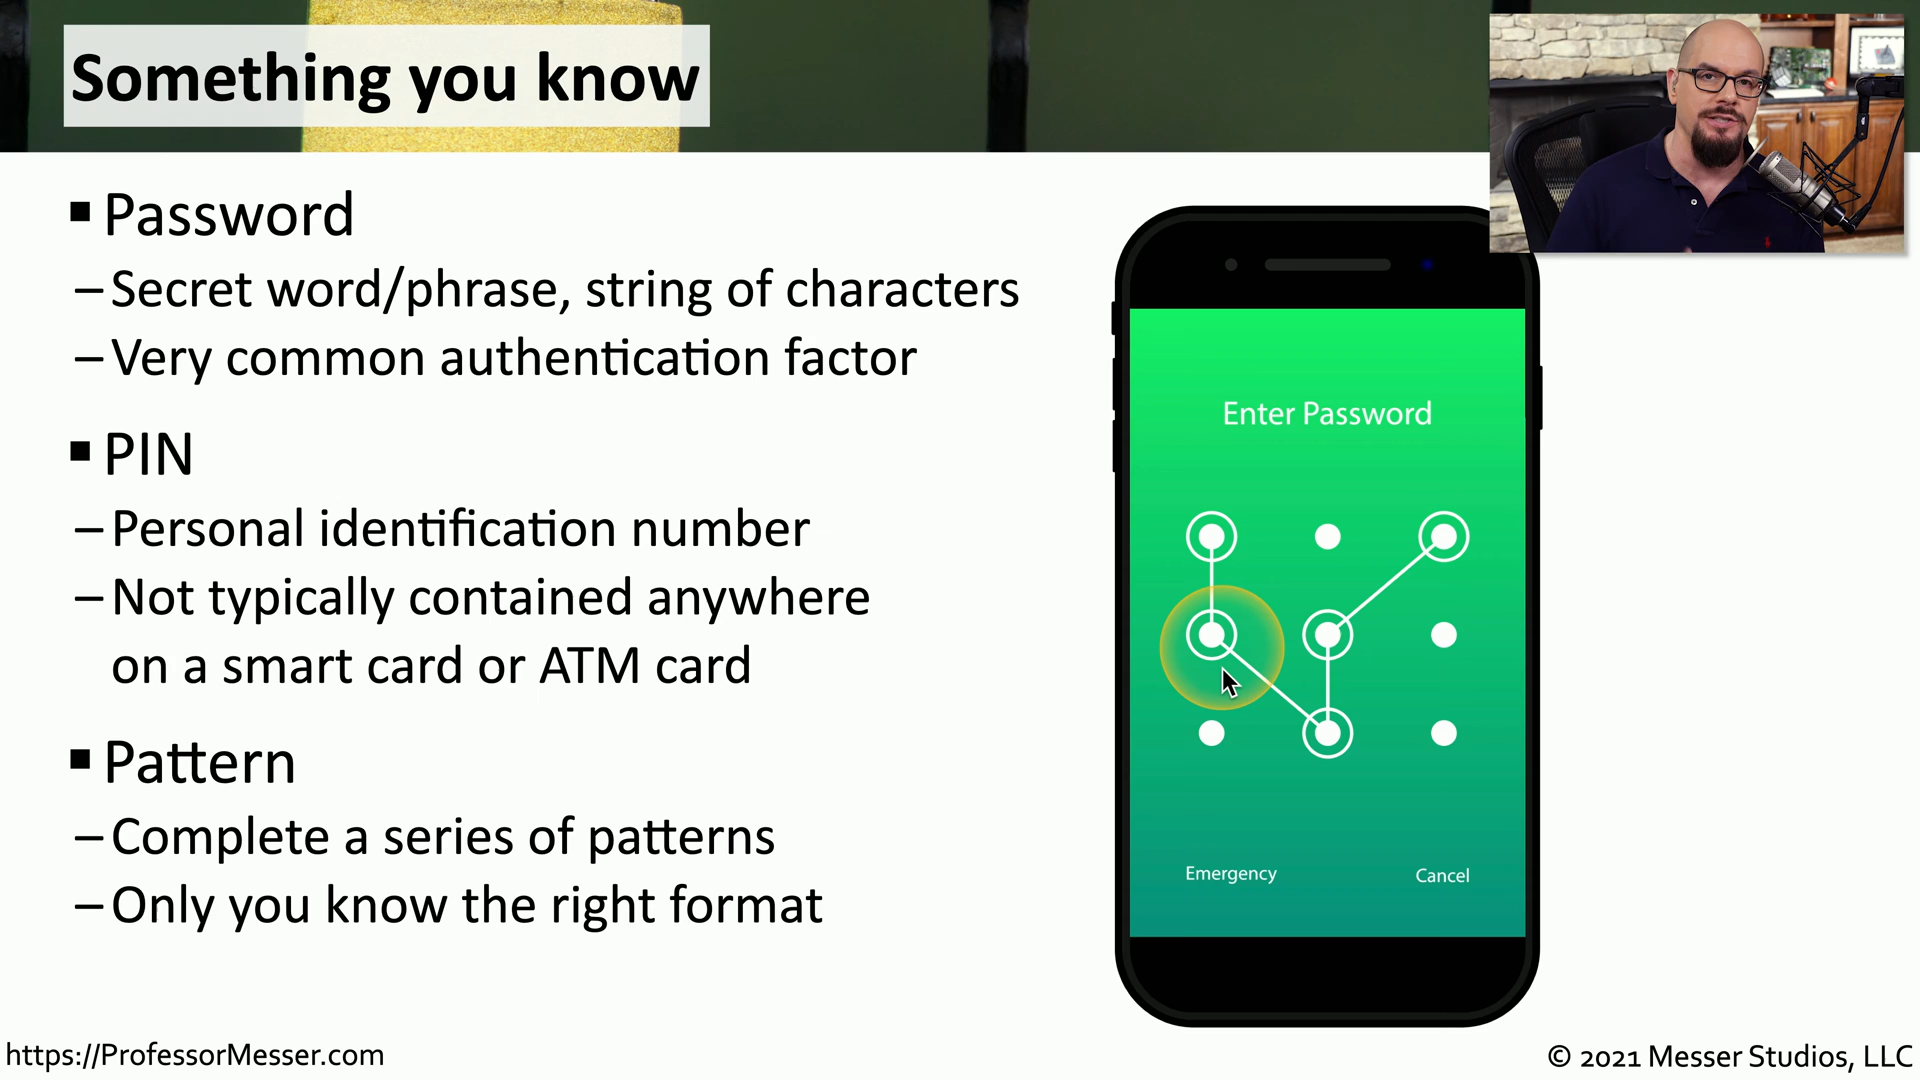 Something you know
▪ Password
– Secret word/phrase, string of characters
– Very common authentication factor
▪ PIN
– Personal identification number
– Not typically contained anywhere
on a smart card or ATM card
▪ Pattern
– Complete a series of patterns
– Only you know the right format
Enter Password
Emergency
Cancel
https://ProfessorMesser.com
© 2021 Messer Studios, LLC